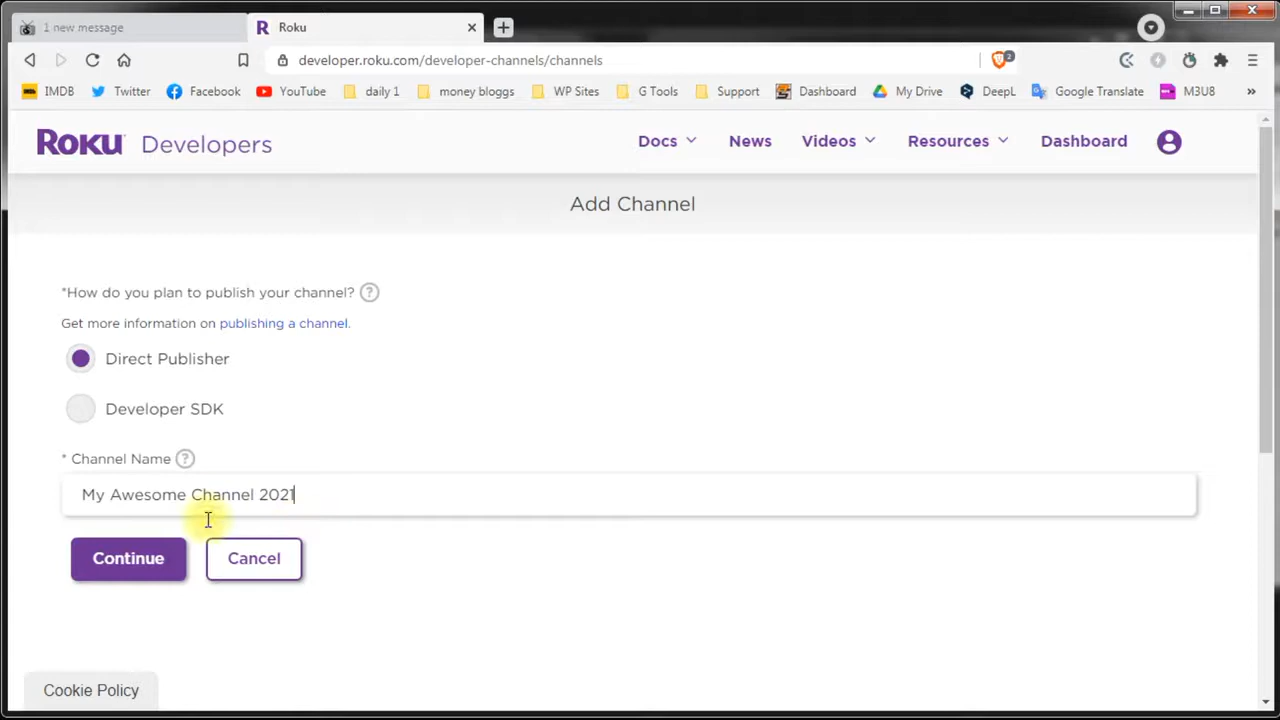 1 new message
R Roku
developer.roku.com/developer-channels/channels
2
IMDB Twitter Facebook YouTube daily 1 money bloggs WP Sites G Tools Support Dashboard My Drive DeepL Google Translate M3U8 »
Roku Developers Docs News Videos Resources Dashboard
Add Channel
*How do you plan to publish your channel? ?
Get more information on publishing a channel.
Direct Publisher
Developer SDK
* Channel Name ?
My Awesome Channel 2021
Continue Cancel
Cookie Policy